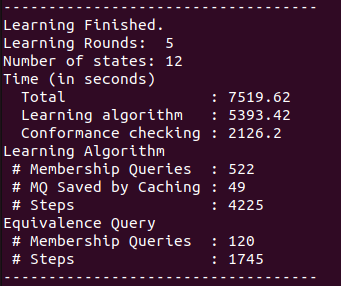 -----------------------------------
Learning Finished.
Learning Rounds:  5
Number of states: 12
Time (in seconds)
  Total                : 7519.62
  Learning algorithm   : 5393.42
  Conformance checking : 2126.2
Learning Algorithm
 # Membership Queries  : 522
 # MQ Saved by Caching : 49
 # Steps               : 4225
Equivalence Query
 # Membership Queries  : 120
 # Steps               : 1745
-----------------------------------